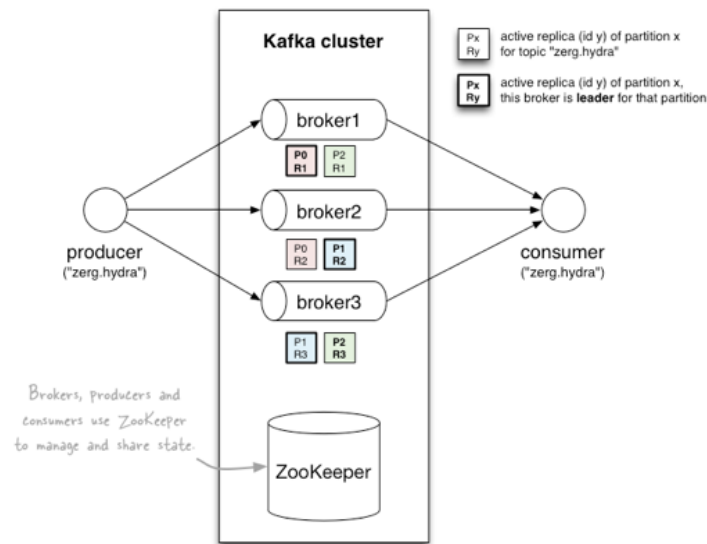 Kafka cluster
Px
Ry
active replica (id y) of partition x
for topic "zerg.hydra"
Px
Ry
active replica (id y) of partition x,
this broker is leader for that partition
broker1
P0
R1
P2
R1
broker2
P0
R2
P1
R2
producer
("zerg.hydra")
consumer
("zerg.hydra")
broker3
P1
R3
P2
R3
Brokers, producers and
consumers use ZooKeeper
to manage and share state.
ZooKeeper